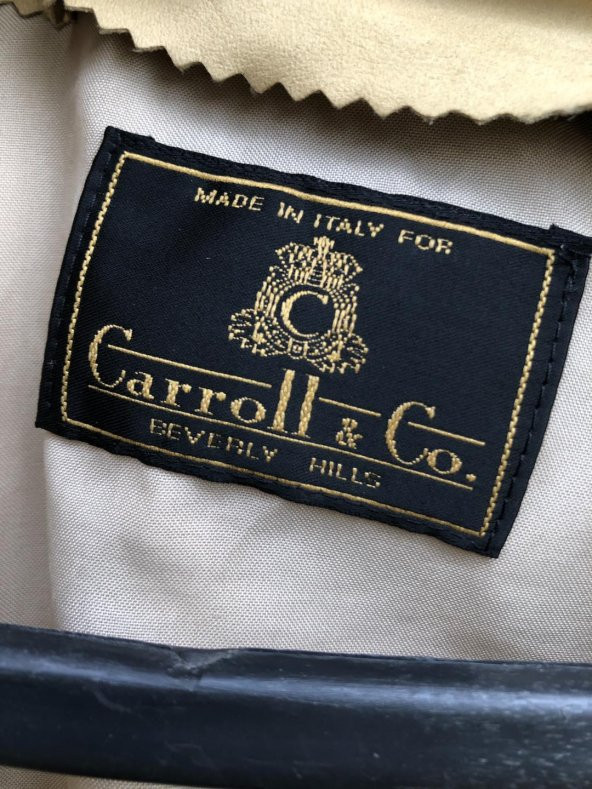 MADE IN ITALY FOR
C
Carroll & Co.
BEVERLY HILLS